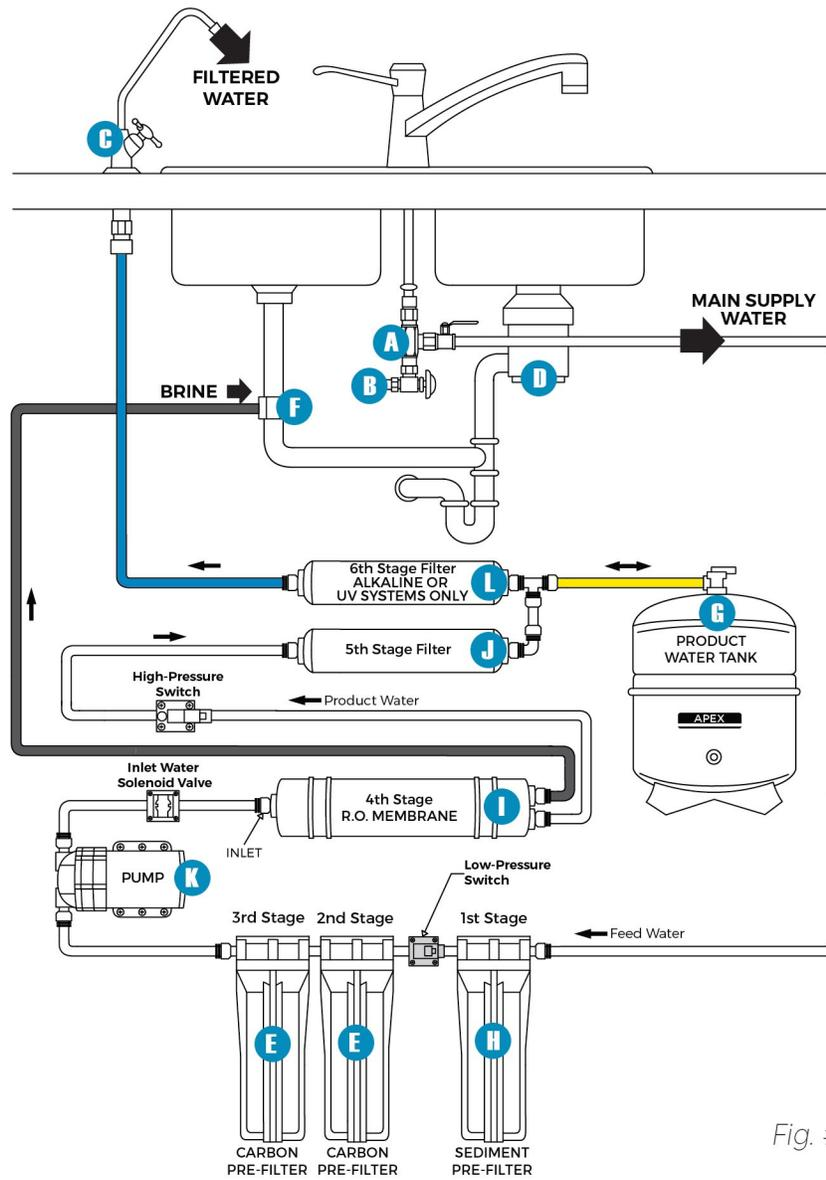 FILTERED
WATER
C
MAIN SUPPLY
WATER
A
B
D
BRINE
F
6th Stage Filter
ALKALINE OR
UV SYSTEMS ONLY
L
G
PRODUCT
WATER TANK
5th Stage Filter
J
High-Pressure
Switch
Product Water
APEX
Inlet Water
Solenoid Valve
4th Stage
R.O. MEMBRANE
I
INLET
PUMP
K
Low-Pressure
Switch
3rd Stage
2nd Stage
1st Stage
Feed Water
E
E
H
CARBON
PRE-FILTER
CARBON
PRE-FILTER
SEDIMENT
PRE-FILTER
Fig.